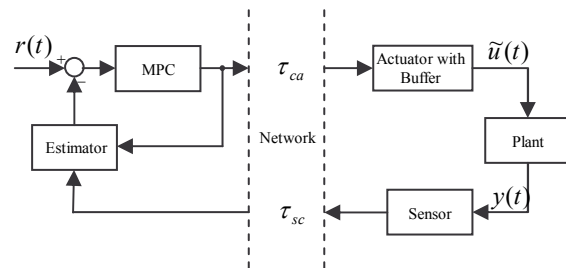 r(t)
+
−
MPC
τca
Actuator with
Buffer
ũ(t)
Estimator
Network
Plant
τsc
Sensor
y(t)